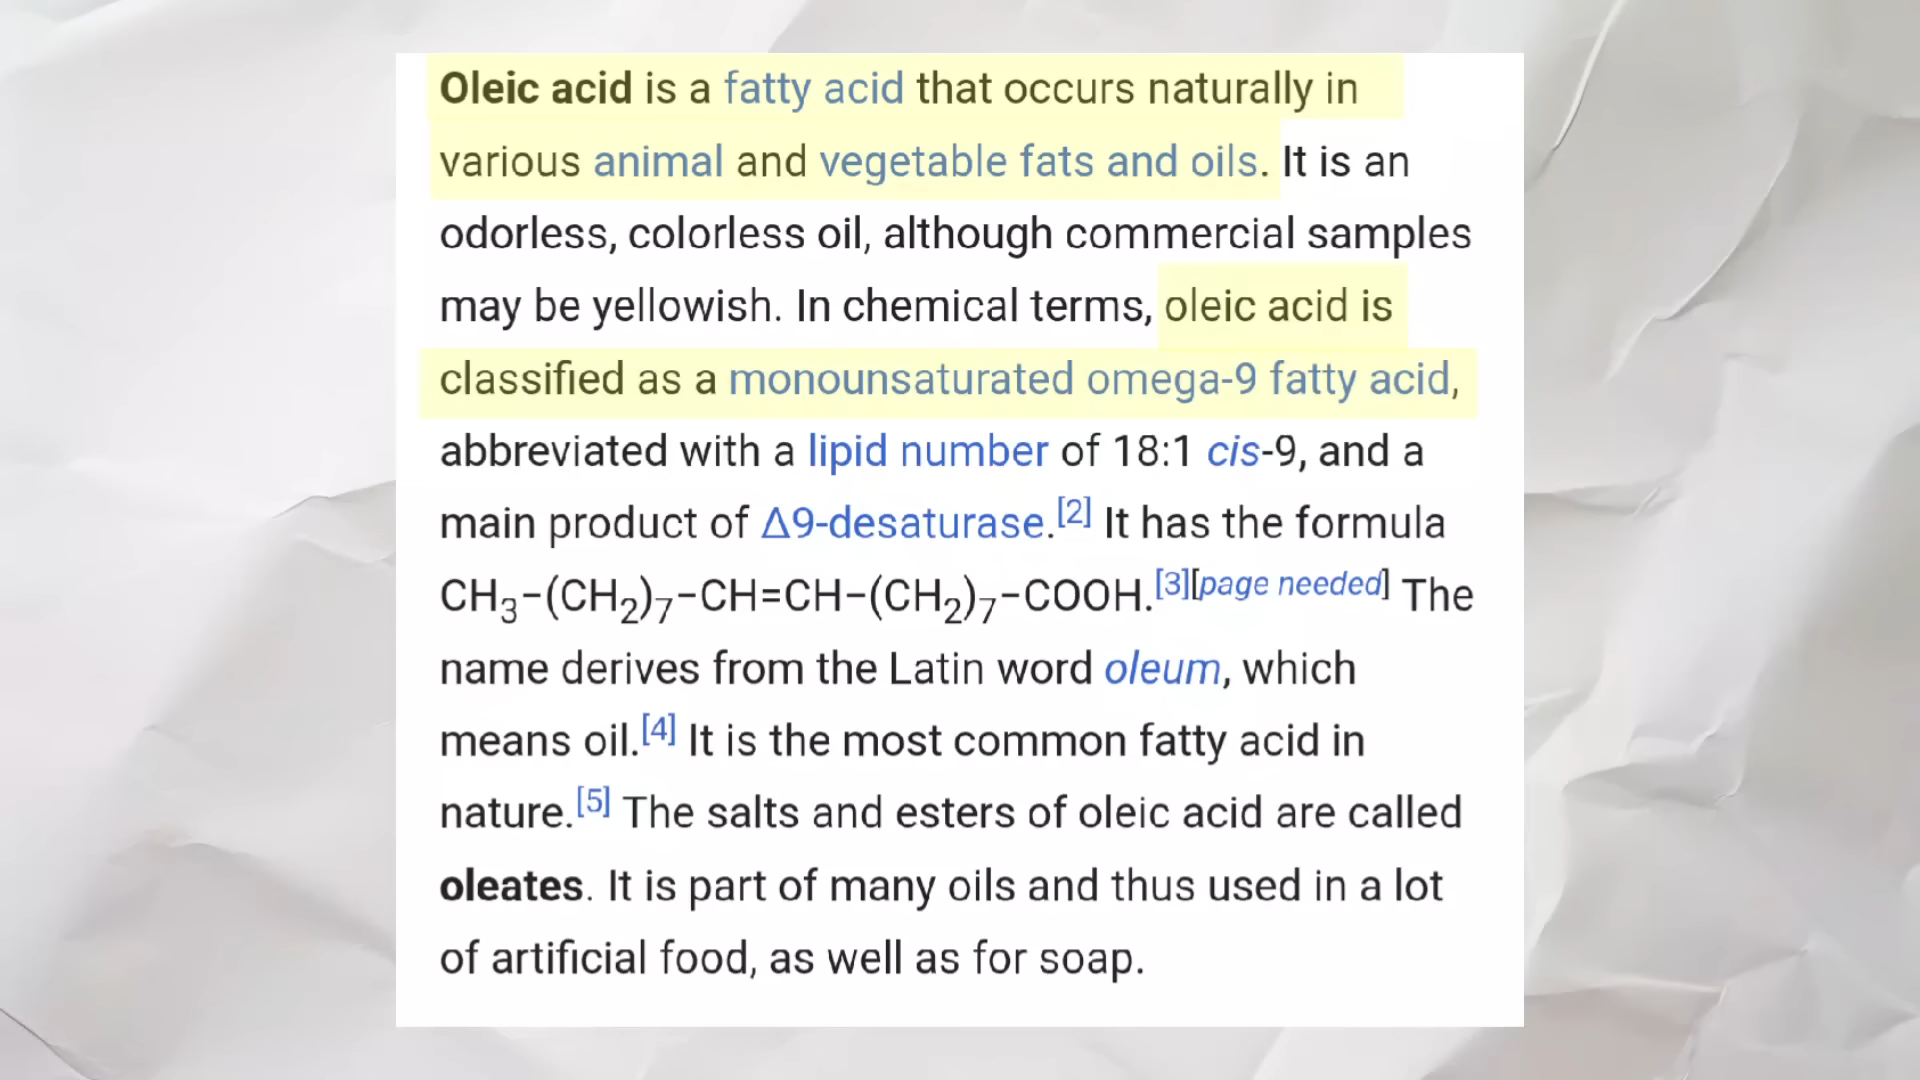 Oleic acid is a fatty acid that occurs naturally in
various animal and vegetable fats and oils. It is an
odorless, colorless oil, although commercial samples
may be yellowish. In chemical terms, oleic acid is
classified as a monounsaturated omega-9 fatty acid,
abbreviated with a lipid number of 18:1 cis-9, and a
main product of Δ9-desaturase.[2] It has the formula
CH₃−(CH₂)₇−CH=CH−(CH₂)₇−COOH.[3][page needed] The
name derives from the Latin word oleum, which
means oil.[4] It is the most common fatty acid in
nature.[5] The salts and esters of oleic acid are called
oleates. It is part of many oils and thus used in a lot
of artificial food, as well as for soap.